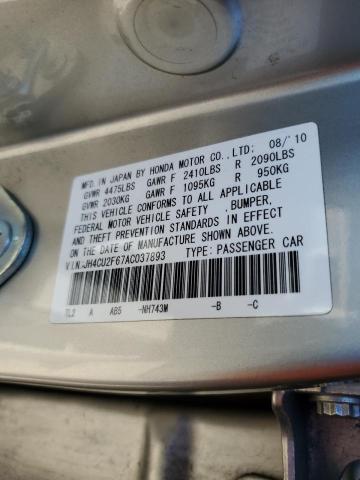 MFD. IN JAPAN BY HONDA MOTOR CO.,LTD: 08/'10
GVWR 4475LBS GAWR F 2410LBS R 2090LBS
GVWR 2030KG GAWR F 1095KG R 950KG
THIS VEHICLE CONFORMS TO ALL APPLICABLE
FEDERAL MOTOR VEHICLE SAFETY ,BUMPER,
AND THEFT PREVENTION STANDARDS IN EFFECT
ON THE DATE OF MANUFACTURE SHOWN ABOVE.
V.I.N.:JH4CU2F67AC037893 TYPE: PASSENGER CAR
TL2 A AB5 -NH743M -B -C